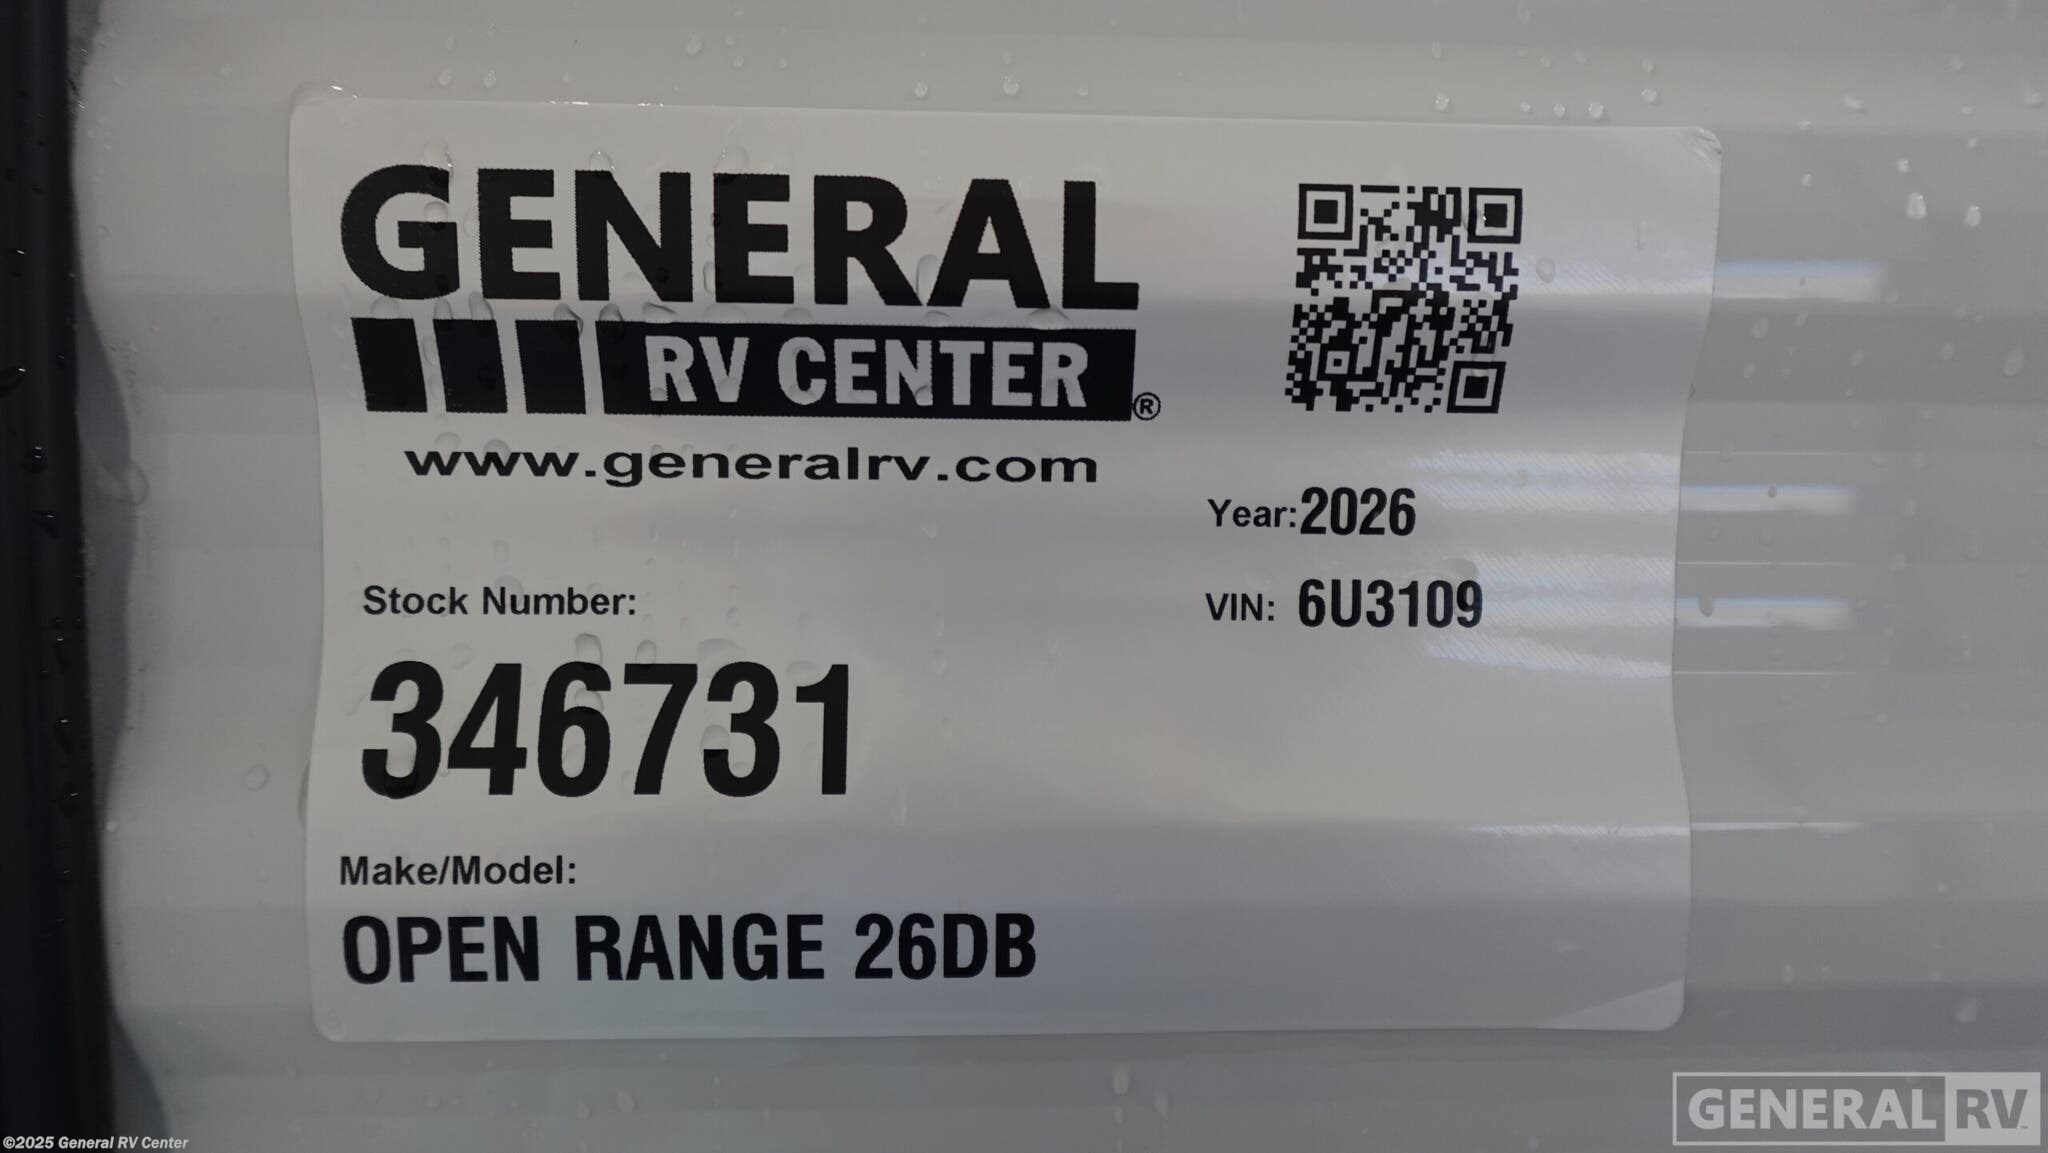 GENERAL
RV CENTER®
www.generalrv.com
Year: 2026
VIN: 6U3109
Stock Number:
346731
Make/Model:
OPEN RANGE 26DB
©2025 General RV Center
GENERAL RV™